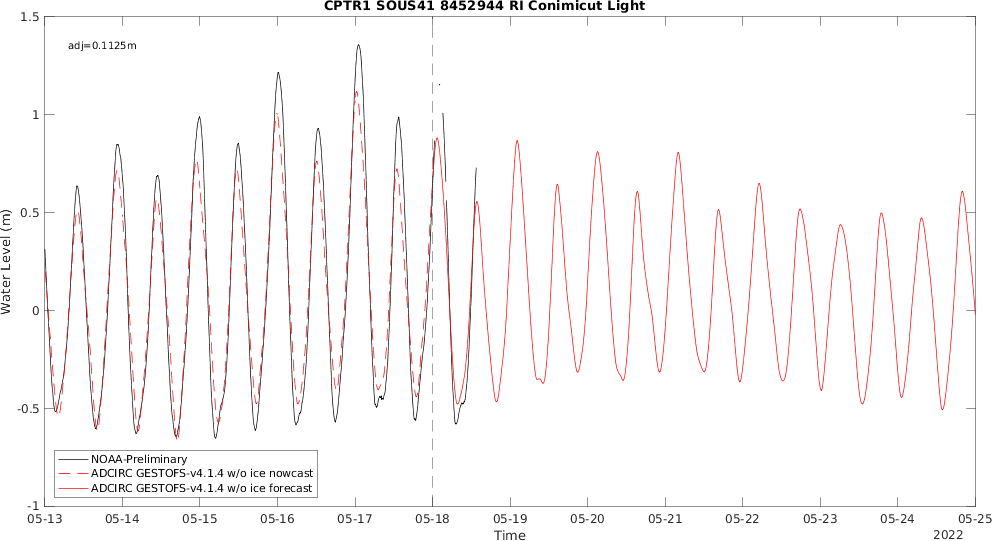 CPTR1 SOUS41 8452944 RI Conimicut Light
adj=0.1125m
1.5
1
0.5
0
-0.5
-1
Water Level (m)
NOAA-Preliminary
ADCIRC GESTOFS-v4.1.4 w/o ice nowcast
ADCIRC GESTOFS-v4.1.4 w/o ice forecast
05-13 05-14 05-15 05-16 05-17 05-18 05-19 05-20 05-21 05-22 05-23 05-24 05-25
Time
2022